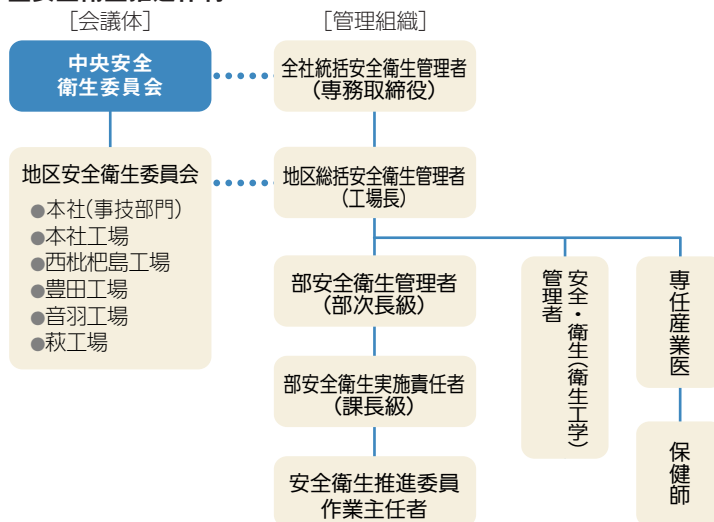 [会議体]
[管理組織]
中央安全
衛生委員会
全社統括安全衛生管理者
(専務取締役)
地区安全衛生委員会
●本社(事技部門)
●本社工場
●西枇杷島工場
●豊田工場
●音羽工場
●萩工場
地区総括安全衛生管理者
(工場長)
部安全衛生管理者
(部次長級)
部安全衛生実施責任者
(課長級)
安全衛生推進委員
作業主任者
安全・衛生(衛生工学)
管理者
専任産業医
保健師